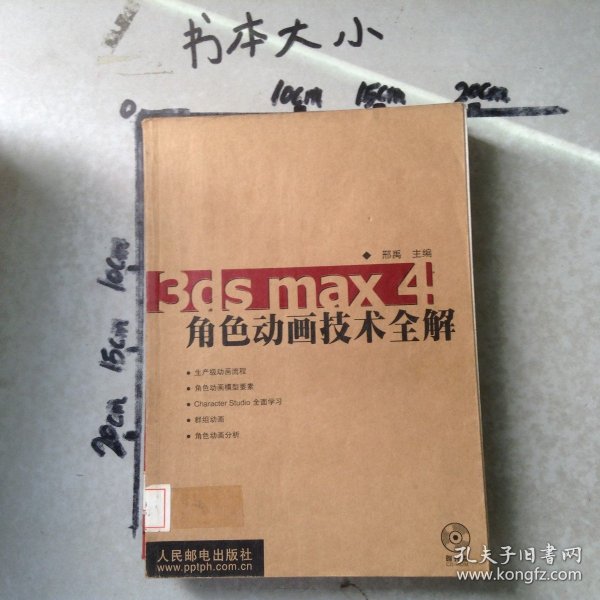 书本大小
0 10cm 15cm 20cm
10cm
15cm
20cm
邢禹 主编
3ds max 4
角色动画技术全解
生产级动画流程
角色动画模型要素
Character Studio 全面学习
群组动画
角色动画分析
人民邮电出版社
www.pptph.com.cn
孔夫子旧书网
www.kongfz.com